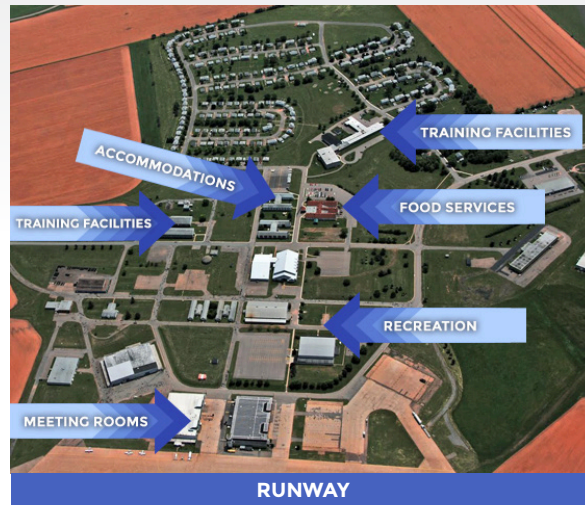 TRAINING FACILITIES
ACCOMMODATIONS
FOOD SERVICES
TRAINING FACILITIES
RECREATION
MEETING ROOMS
RUNWAY